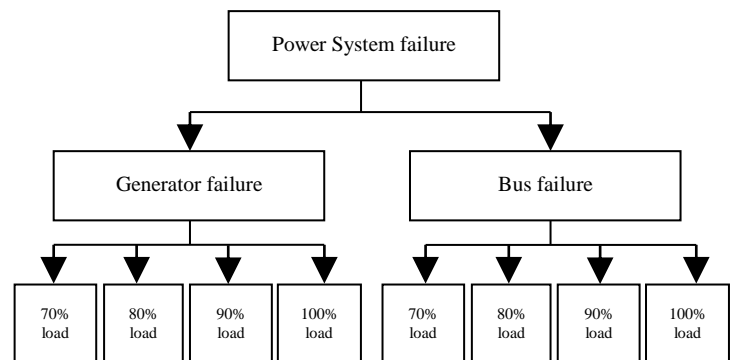 Power System failure
Generator failure
Bus failure
70%
load
80%
load
90%
load
100%
load
70%
load
80%
load
90%
load
100%
load